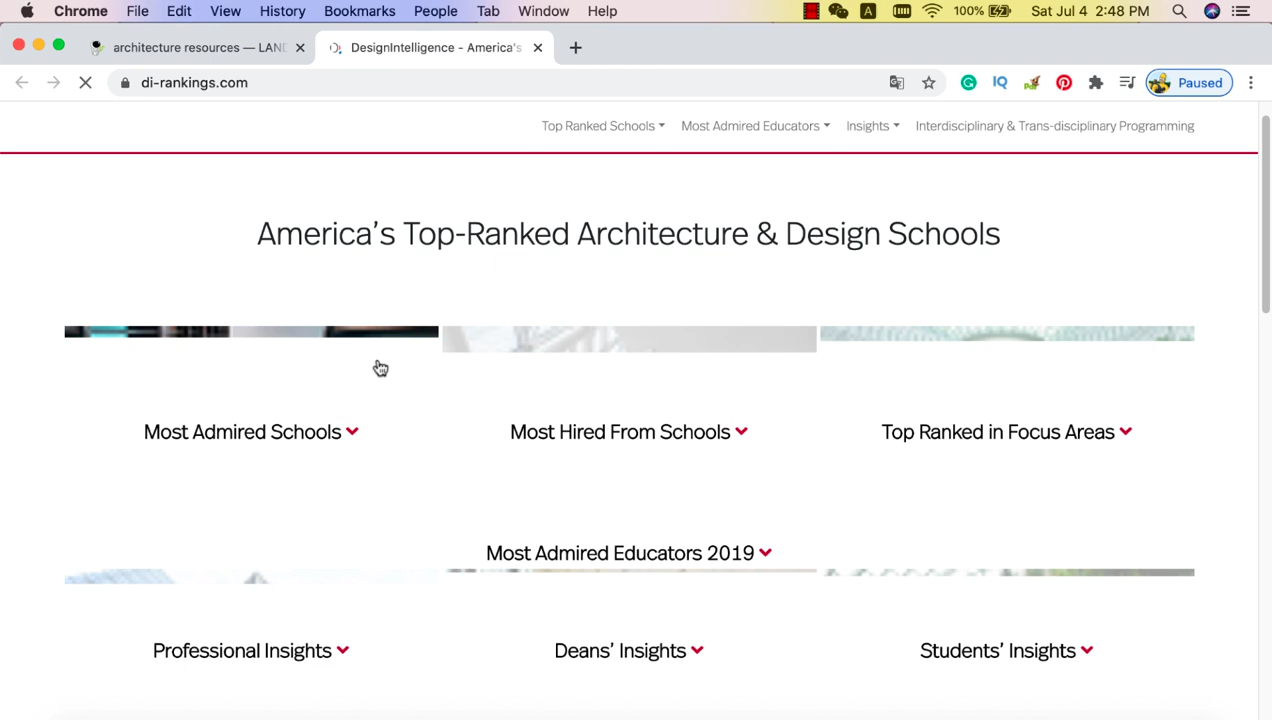 Chrome File Edit View History Bookmarks People Tab Window Help 100% Sat Jul 4 2:48 PM
architecture resources — LAND DesignIntelligence - America's
di-rankings.com Paused
Top Ranked Schools Most Admired Educators Insights Interdisciplinary & Trans-disciplinary Programming
America's Top-Ranked Architecture & Design Schools
Most Admired Schools Most Hired From Schools Top Ranked in Focus Areas
Most Admired Educators 2019
Professional Insights Deans' Insights Students' Insights